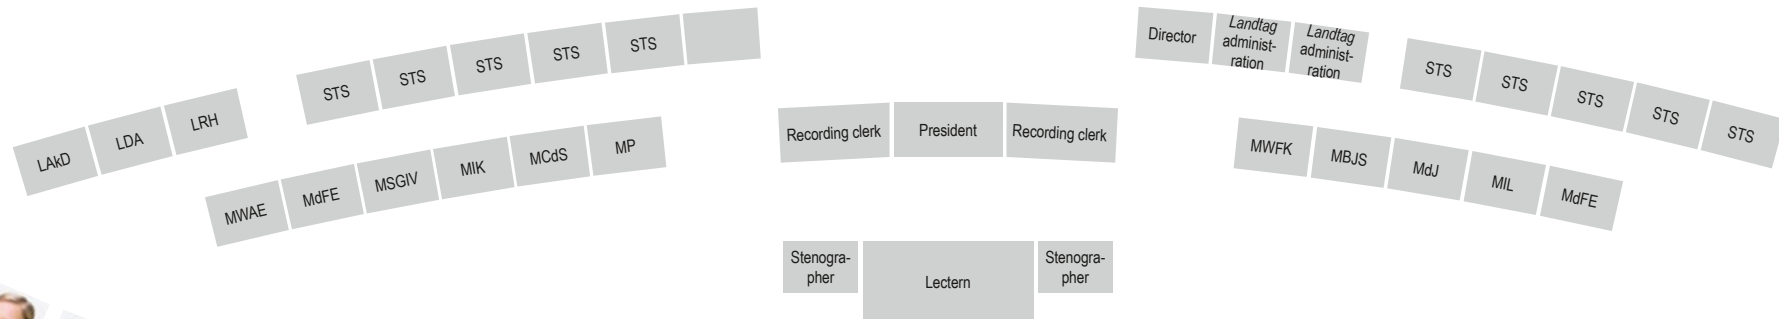 LAkD
LDA
LRH
STS
STS
STS
STS
STS
MWAE
MdFE
MSGIV
MIK
MCdS
MP
Recording clerk
President
Recording clerk
Stenogra-
pher
Lectern
Stenogra-
pher
Director
Landtag
administ-
ration
Landtag
administ-
ration
STS
STS
STS
STS
STS
MWFK
MBJS
MdJ
MIL
MdFE